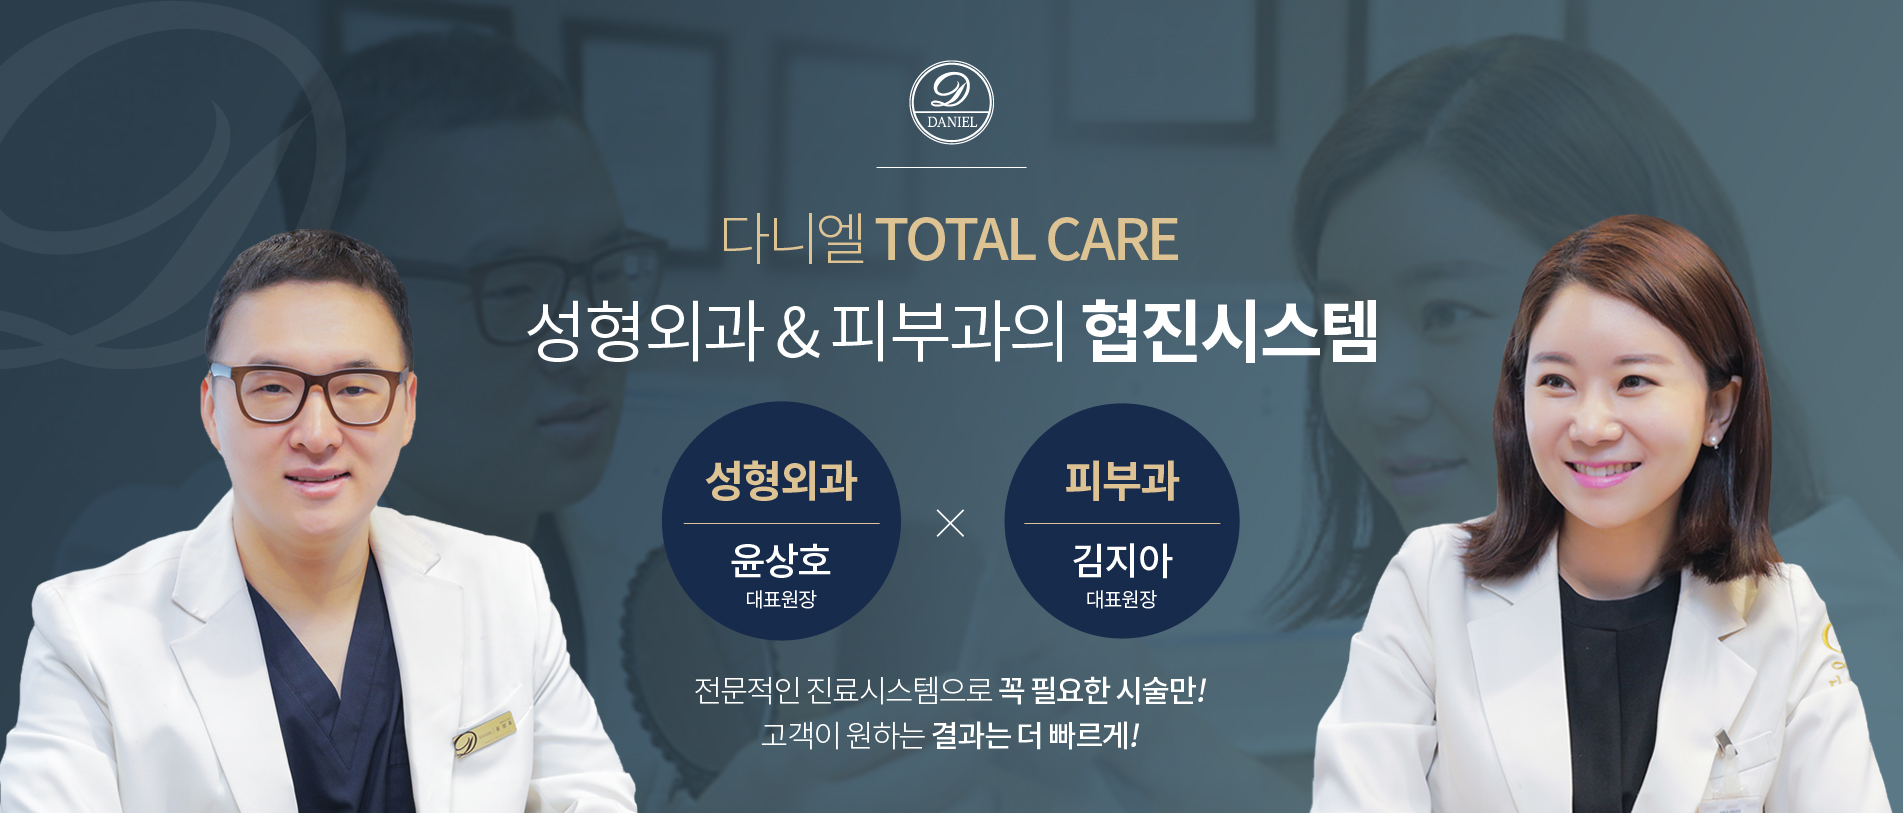 DANIEL
다니엘 TOTAL CARE
성형외과 & 피부과의 협진시스템
성형외과
윤상호
대표원장
×
피부과
김지아
대표원장
전문적인 진료시스템으로 꼭 필요한 시술만!
고객이 원하는 결과는 더 빠르게!